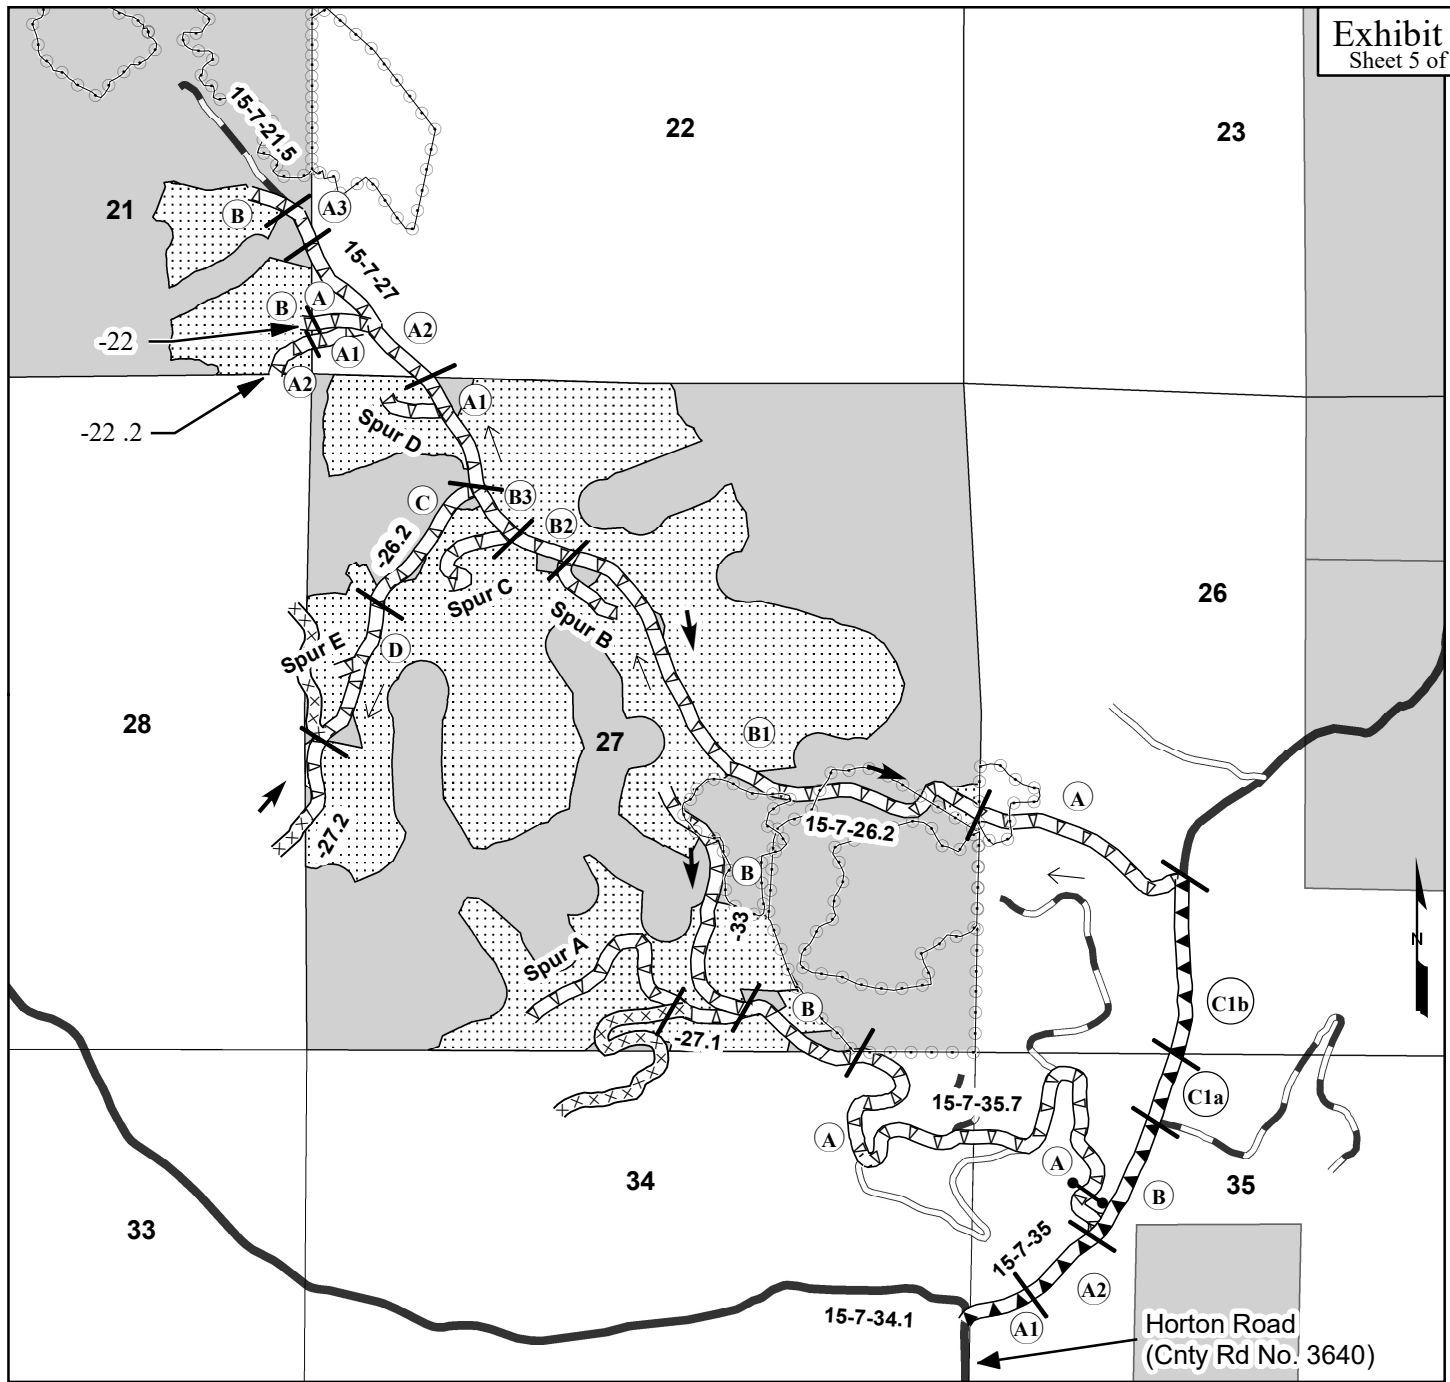 Exhibit
Sheet 5 of
22
23
15-7-21.5
21
B
A3
15-7-27
B
A
-22
A1
A2
A2
-22 .2
A1
Spur D
C
B3
B2
-26.2
Spur C
Spur B
26
Spur E
D
28
27
B1
A
15-7-26.2
-27.2
B
-33
N
Spur A
B
C1b
-27.1
C1a
15-7-35.7
A
A
34
B
35
33
15-7-35
A2
15-7-34.1
A1
Horton Road
(Cnty Rd No. 3640)